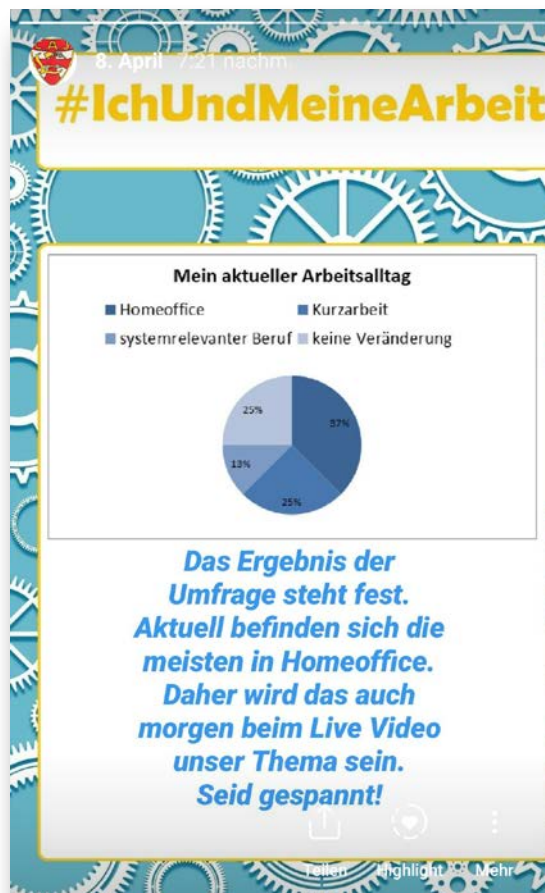 8. April 7:21 nachm
#IchUndMeineArbeit
Mein aktueller Arbeitsalltag
Homeoffice Kurzarbeit
systemrelevanter Beruf keine Veränderung
25% 37%
13%
25%
Das Ergebnis der
Umfrage steht fest.
Aktuell befinden sich die
meisten in Homeoffice.
Daher wird das auch
morgen beim Live Video
unser Thema sein.
Seid gespannt!
Teilen Highlight Mehr